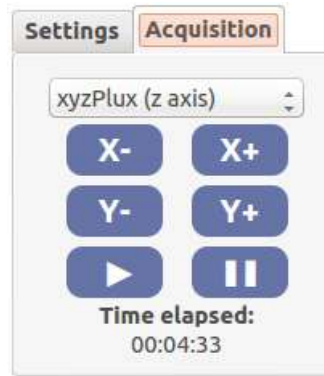 Settings Acquisition
xyzPlux (z axis)
X- X+
Y- Y+
Time elapsed:
00:04:33